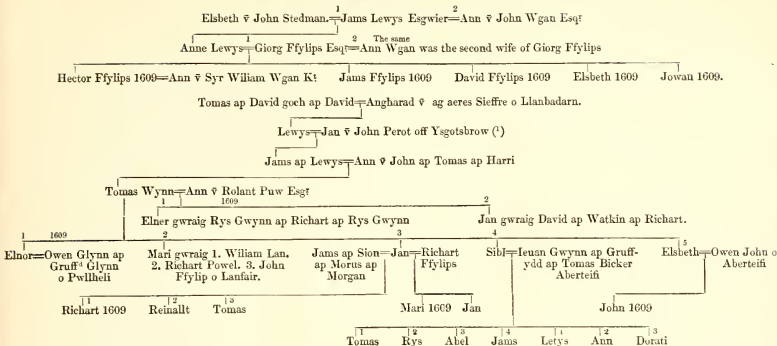 1 2
Elsbeth v̄ John Stedman.=Jams Lewys Esgwier=Ann v̄ John Wgan Esqr
1 2 The same
Anne Lewys=Giorg Ffylips Esqr=Ann Wgan was the second wife of Giorg Ffylips
Hector Ffylips 1609=Ann v̄ Syr Wiliam Wgan Kt Jams Ffylips 1609 David Ffylips 1609 Elsbeth 1609 Jowan 1609.
Tomas ap David goch ap David=Angharad v̄ ag aeres Sieffre o Llanbadarn.
Lewys=Jan v̄ John Perot off Ysgotsbrow (1)
Jams ap Lewys=Ann v̄ John ap Tomas ap Harri
Tomas Wynn=Ann v̄ Rolant Puw Esgr
1 1609 2
Elner gwraig Rys Gwynn ap Richart ap Rys Gwynn Jan gwraig David ap Watkin ap Richart.
1 1609 2 3 4 5
Elnor=Owen Glynn ap Mari gwraig 1. Wiliam Lan. Jams ap Sion=Jan=Richart Sibl=Ieuan Gwynn ap Gruff- Elsbeth=Owen John o
Gruffd Glynn 2. Richart Powel. 3. John ap Morus ap Ffylips ydd ap Tomas Bicker Aberteifi
o Pwllheli Ffylip o Lanfair. Morgan Aberteifi
1 2 3
Richart 1609 Reinallt Tomas Mari 1609 Jan John 1609
1 2 3 4 1 2 3
Tomas Rys Abel Jams Letys Ann Dorati